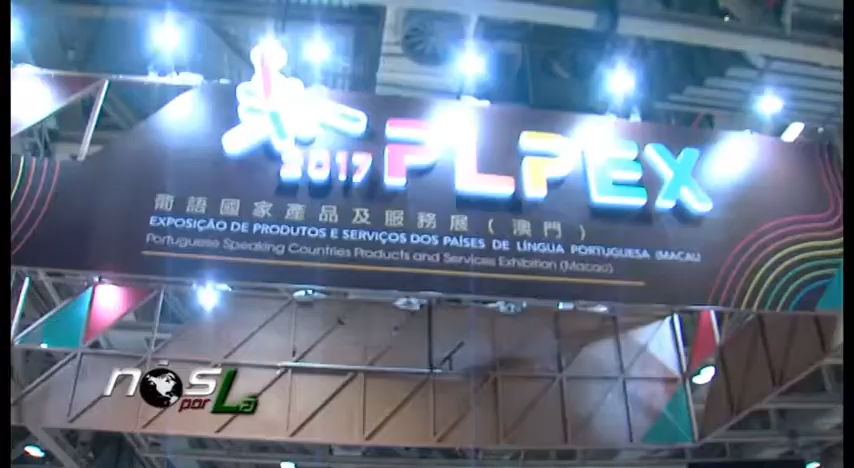 2017 PLPEX
葡語國家產品及服務展（澳門）
EXPOSIÇÃO DE PRODUTOS E SERVIÇOS DOS PAÍSES DE LÍNGUA PORTUGUESA (MACAU)
Portuguese Speaking Countries Products and Services Exhibition (Macao)
nós
por Lá